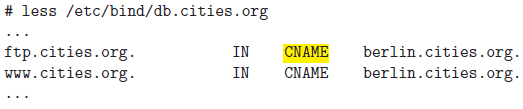 # less /etc/bind/db.cities.org
...
ftp.cities.org. IN CNAME berlin.cities.org.
www.cities.org. IN CNAME berlin.cities.org.
...